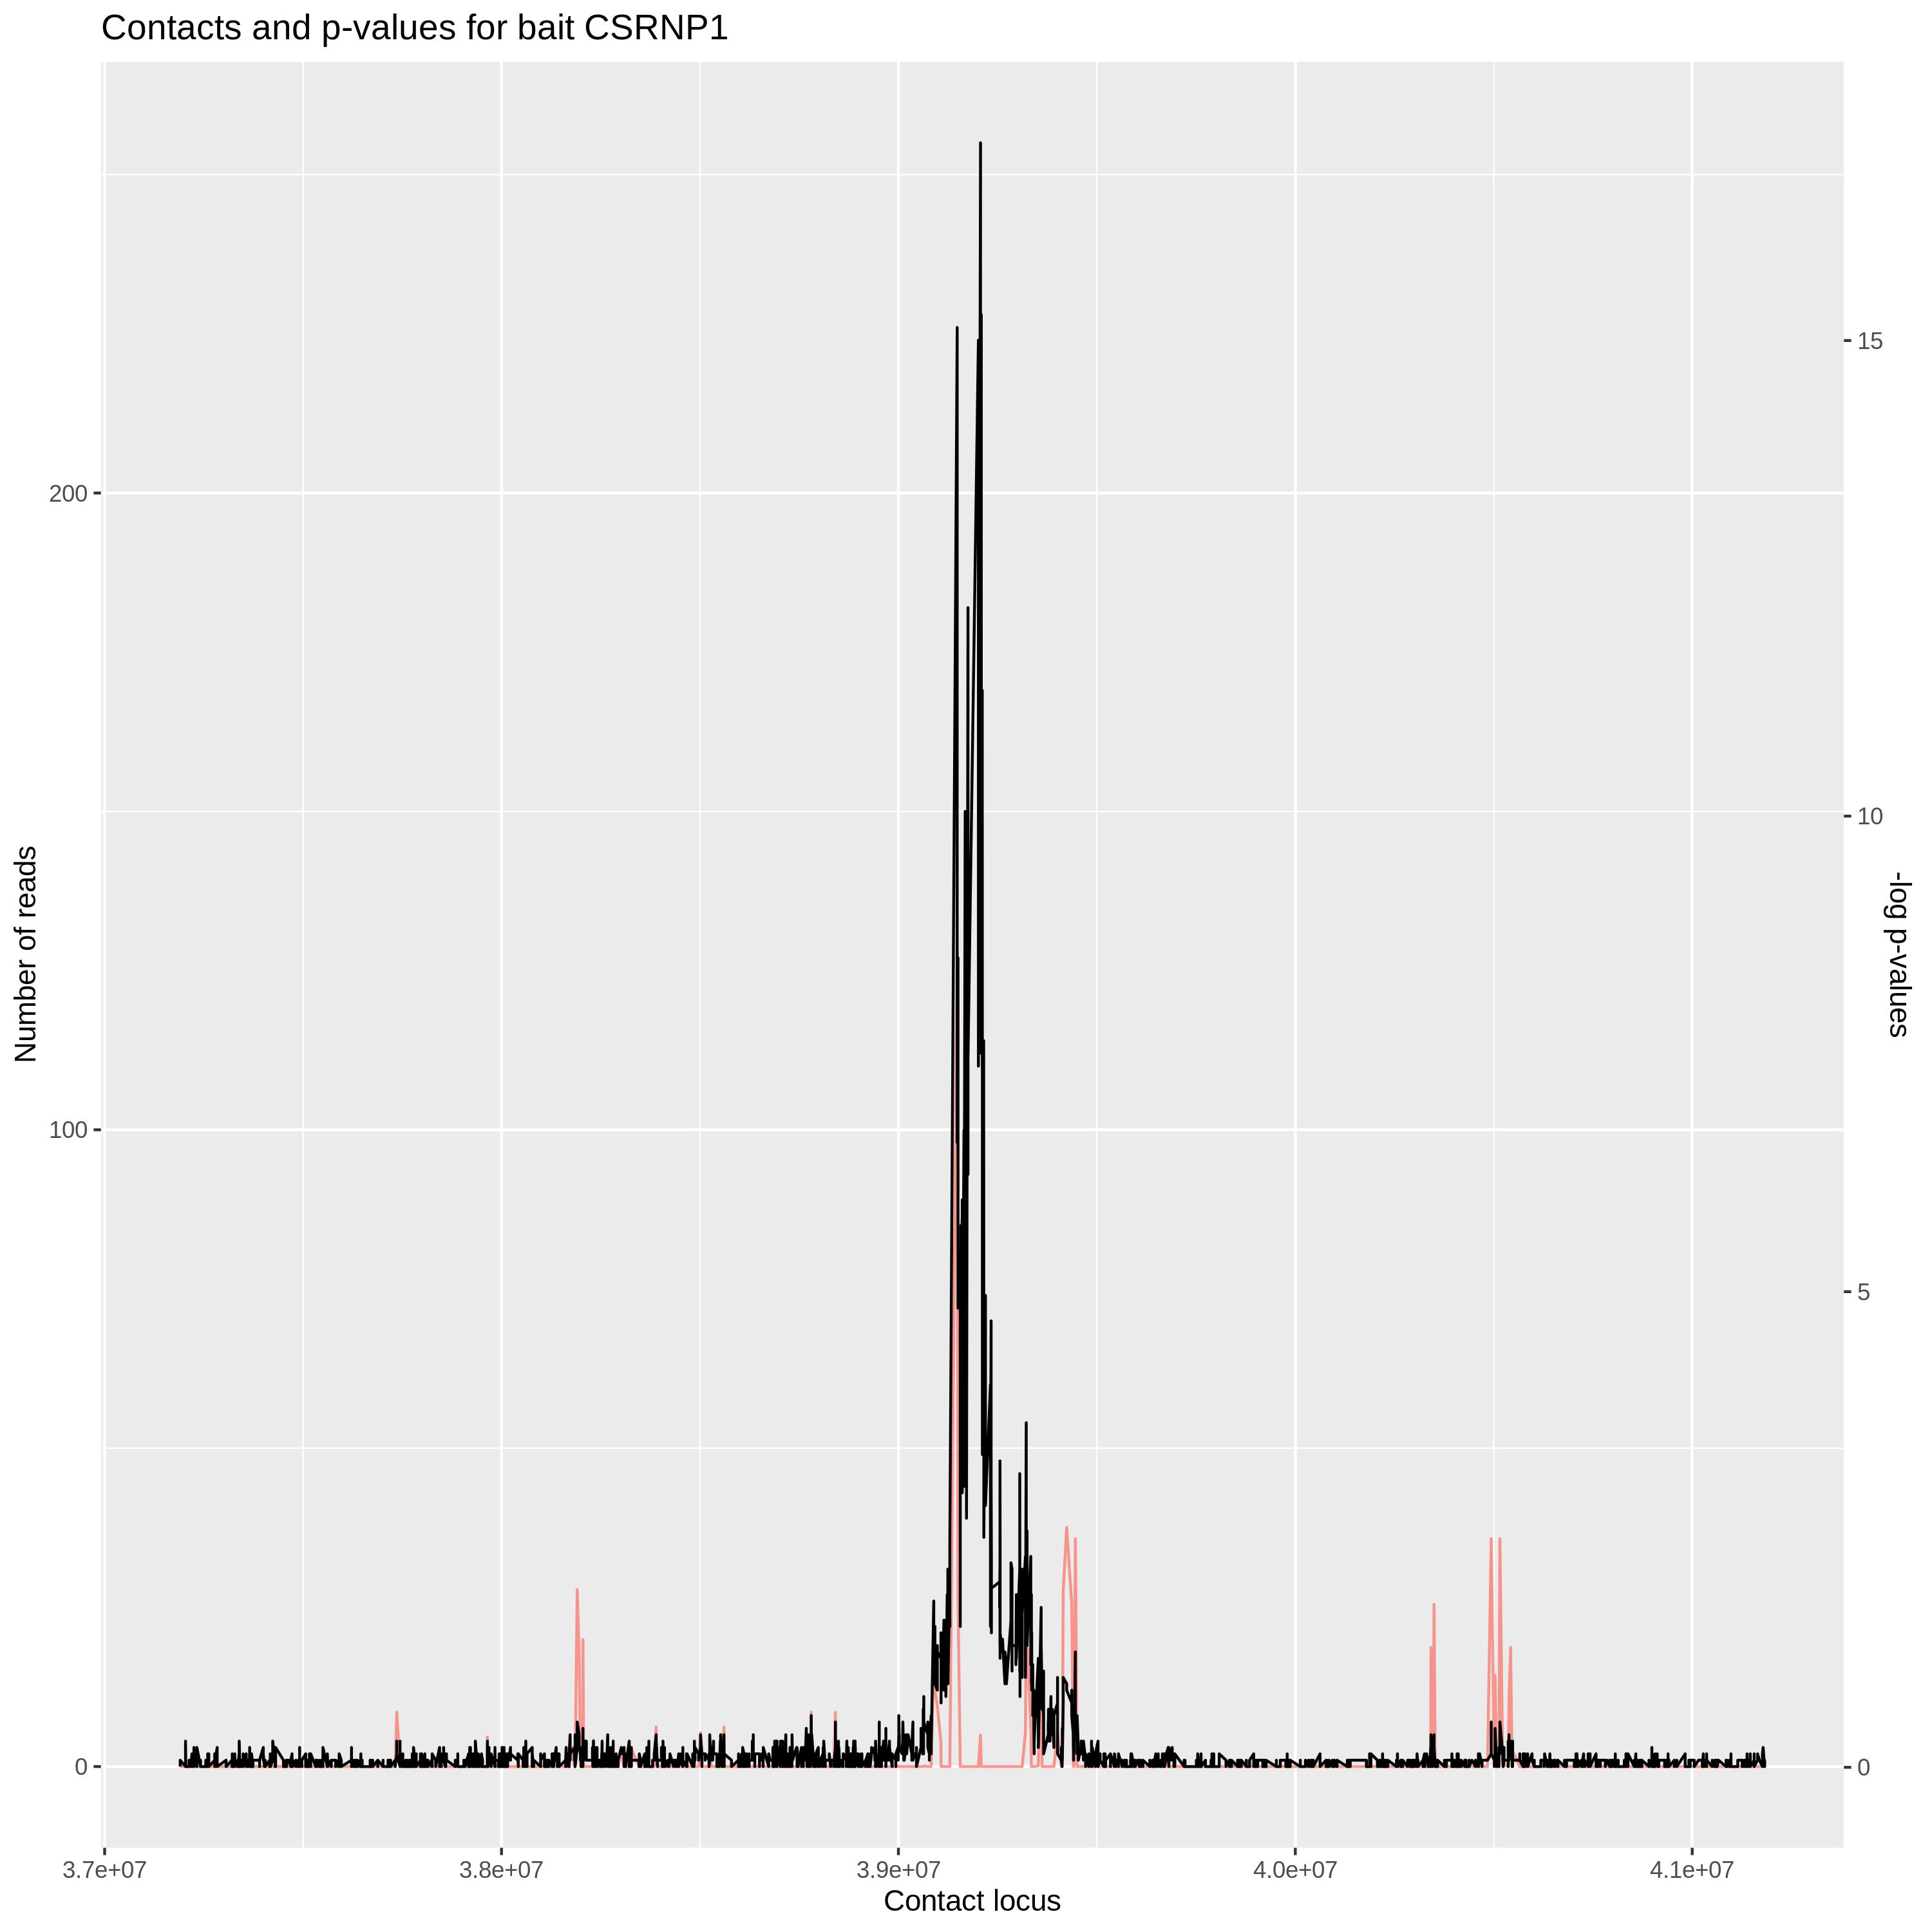 Contacts and p-values for bait CSRNP1
Number of reads
200
100
0
15
10
5
0
-log p-values
3.7e+07
3.8e+07
3.9e+07
4.0e+07
4.1e+07
Contact locus